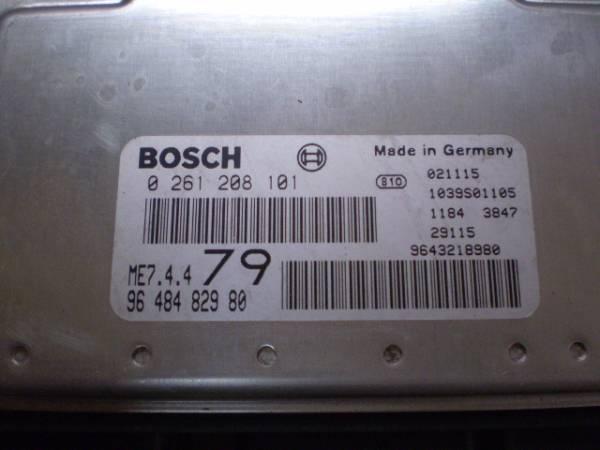 BOSCH
Made in Germany
0 261 208 101
810
021115
1039S01105
1184 3847
29115
9643218980
ME7.4.4 79
96 484 829 80